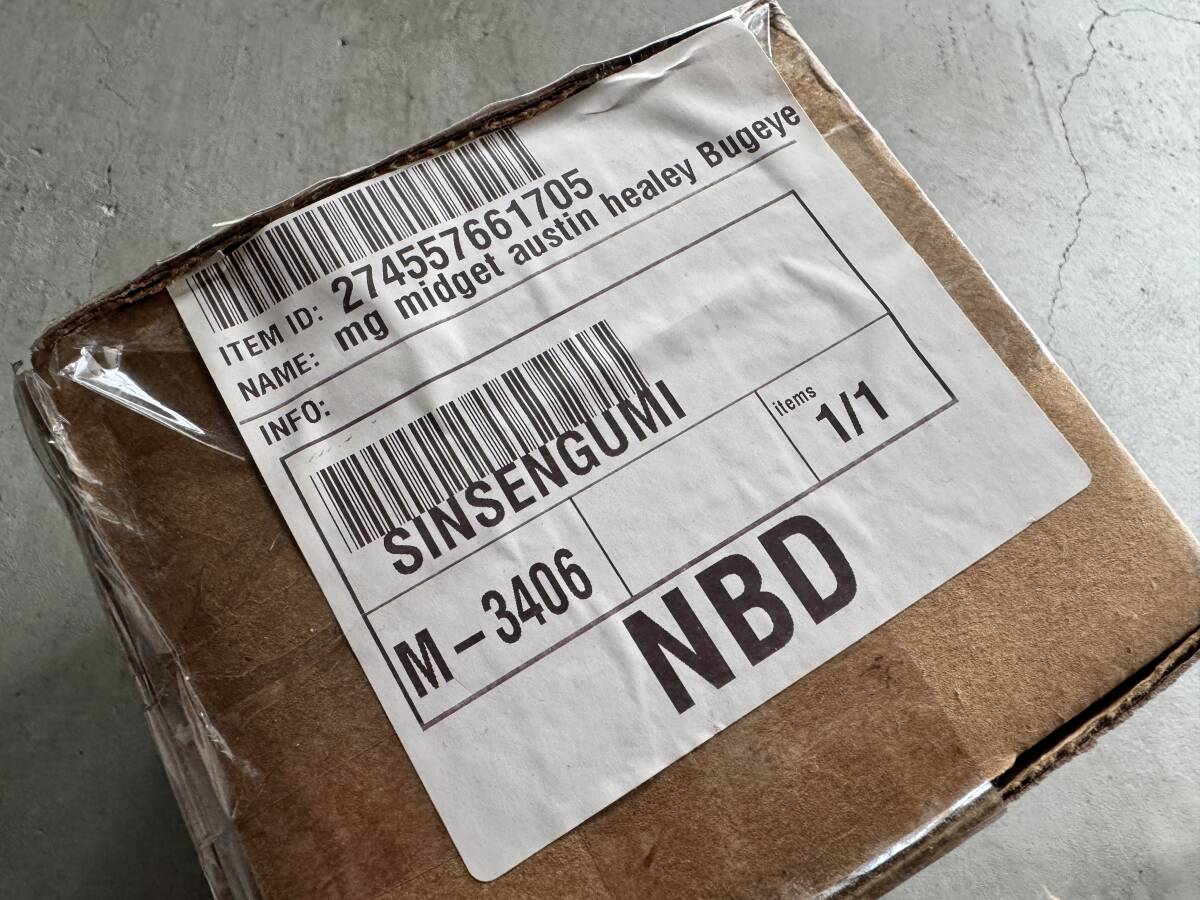 ITEM ID: 274557661705
NAME: mg midget austin healey Bugeye
INFO:
SINSENGUMI
M-3406
items 1/1
NBD